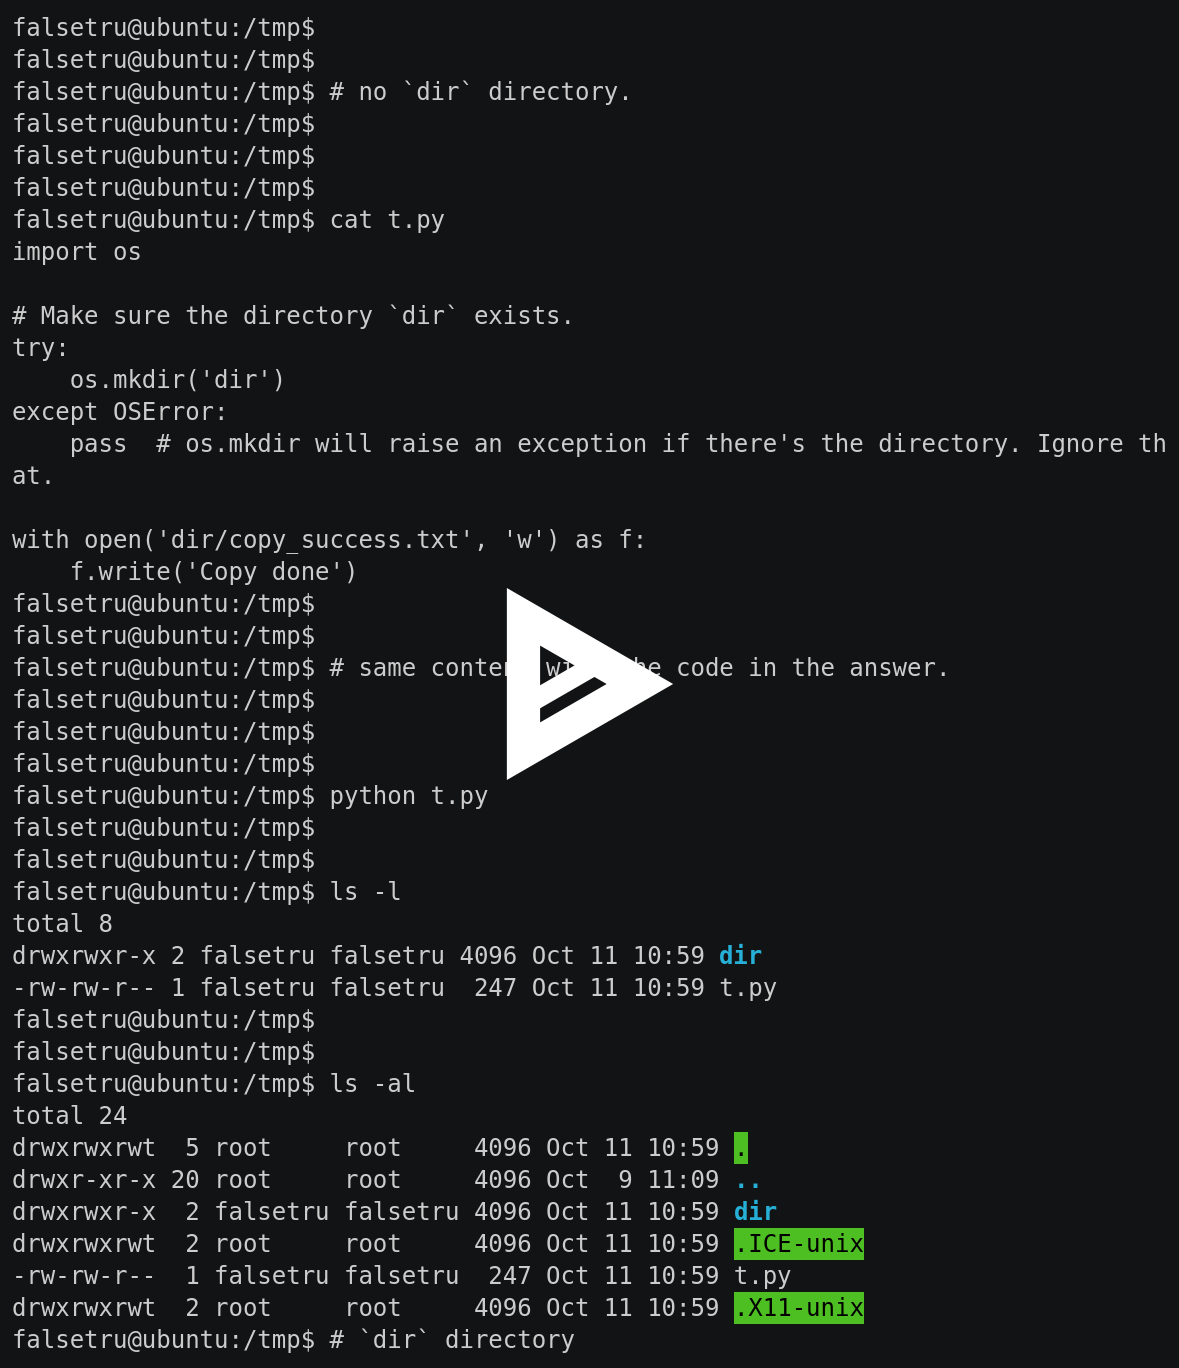 falsetru@ubuntu:/tmp$
falsetru@ubuntu:/tmp$
falsetru@ubuntu:/tmp$ # no `dir` directory.
falsetru@ubuntu:/tmp$
falsetru@ubuntu:/tmp$
falsetru@ubuntu:/tmp$
falsetru@ubuntu:/tmp$ cat t.py
import os

# Make sure the directory `dir` exists.
try:
    os.mkdir('dir')
except OSError:
    pass  # os.mkdir will raise an exception if there's the directory. Ignore th
at.

with open('dir/copy_success.txt', 'w') as f:
    f.write('Copy done')
falsetru@ubuntu:/tmp$
falsetru@ubuntu:/tmp$
falsetru@ubuntu:/tmp$ # same code in the answer.
falsetru@ubuntu:/tmp$
falsetru@ubuntu:/tmp$
falsetru@ubuntu:/tmp$
falsetru@ubuntu:/tmp$ python t.py
falsetru@ubuntu:/tmp$
falsetru@ubuntu:/tmp$
falsetru@ubuntu:/tmp$ ls -l
total 8
drwxrwxr-x 2 falsetru falsetru 4096 Oct 11 10:59 dir
-rw-rw-r-- 1 falsetru falsetru  247 Oct 11 10:59 t.py
falsetru@ubuntu:/tmp$
falsetru@ubuntu:/tmp$
falsetru@ubuntu:/tmp$ ls -al
total 24
drwxrwxrwt  5 root     root     4096 Oct 11 10:59 .
drwxr-xr-x 20 root     root     4096 Oct  9 11:09 ..
drwxrwxr-x  2 falsetru falsetru 4096 Oct 11 10:59 dir
drwxrwxrwt  2 root     root     4096 Oct 11 10:59 .ICE-unix
-rw-rw-r--  1 falsetru falsetru  247 Oct 11 10:59 t.py
drwxrwxrwt  2 root     root     4096 Oct 11 10:59 .X11-unix
falsetru@ubuntu:/tmp$ # `dir` directory